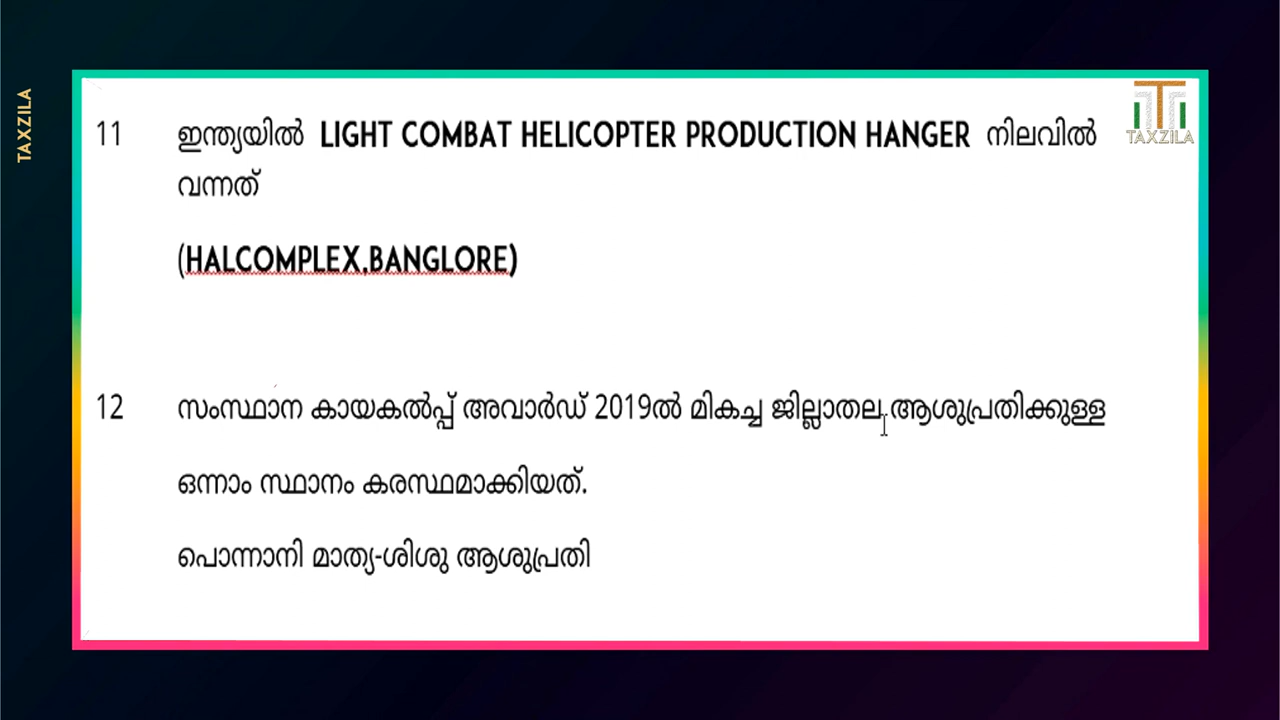 TAXZILA
TAXZILA
11 ഇന്ത്യയിൽ LIGHT COMBAT HELICOPTER PRODUCTION HANGER നിലവിൽ
വന്നത്
(HALCOMPLEX,BANGLORE)
12 സംസ്ഥാന കായകൽപ്പ് അവാർഡ് 2019ൽ മികച്ച ജില്ലാതല ആശുപ്രതിക്കുള്ള
ഒന്നാം സ്ഥാനം കരസ്ഥമാക്കിയത്.
പൊന്നാനി മാത്യ-ശിശു ആശുപ്രതി